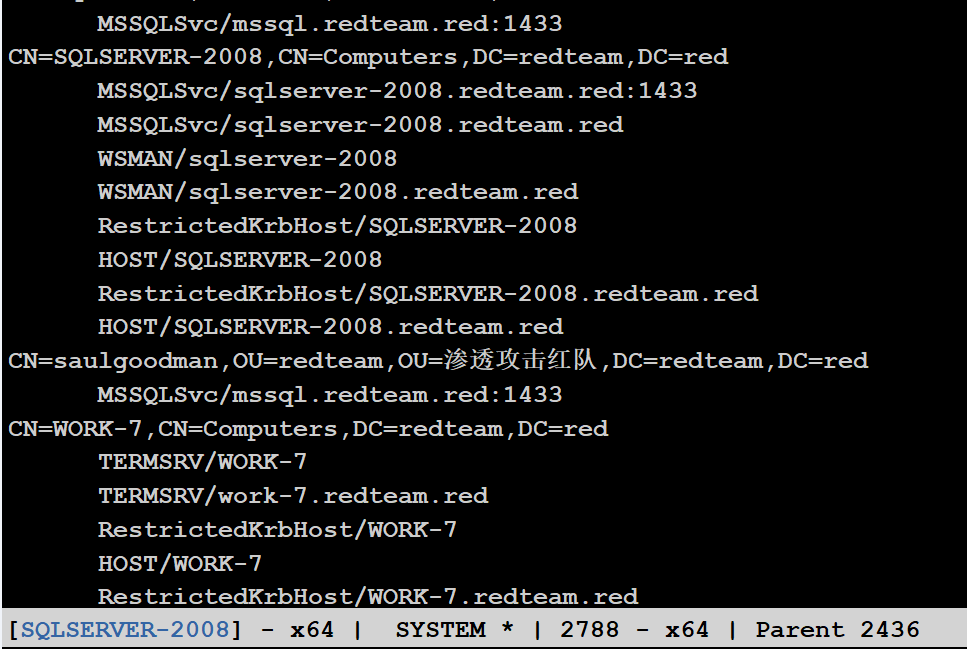 MSSQLSvc/mssql.redteam.red:1433
CN=SQLSERVER-2008,CN=Computers,DC=redteam,DC=red
MSSQLSvc/sqlserver-2008.redteam.red:1433
MSSQLSvc/sqlserver-2008.redteam.red
WSMAN/sqlserver-2008
WSMAN/sqlserver-2008.redteam.red
RestrictedKrbHost/SQLSERVER-2008
HOST/SQLSERVER-2008
RestrictedKrbHost/SQLSERVER-2008.redteam.red
HOST/SQLSERVER-2008.redteam.red
CN=saulgoodman,OU=redteam,OU=渗透攻击红队,DC=redteam,DC=red
MSSQLSvc/mssql.redteam.red:1433
CN=WORK-7,CN=Computers,DC=redteam,DC=red
TERMSRV/WORK-7
TERMSRV/work-7.redteam.red
RestrictedKrbHost/WORK-7
HOST/WORK-7
RestrictedKrbHost/WORK-7.redteam.red
[SQLSERVER-2008] - x64 | SYSTEM * | 2788 - x64 | Parent 2436